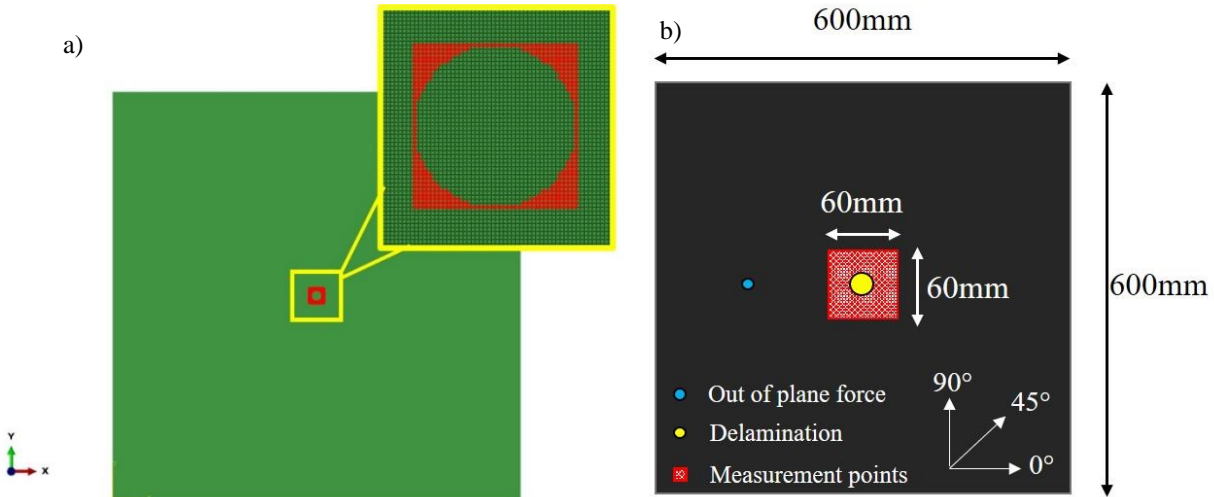 a)
Y
X
b)
600mm
60mm
60mm
600mm
Out of plane force
Delamination
Measurement points
90°
45°
0°